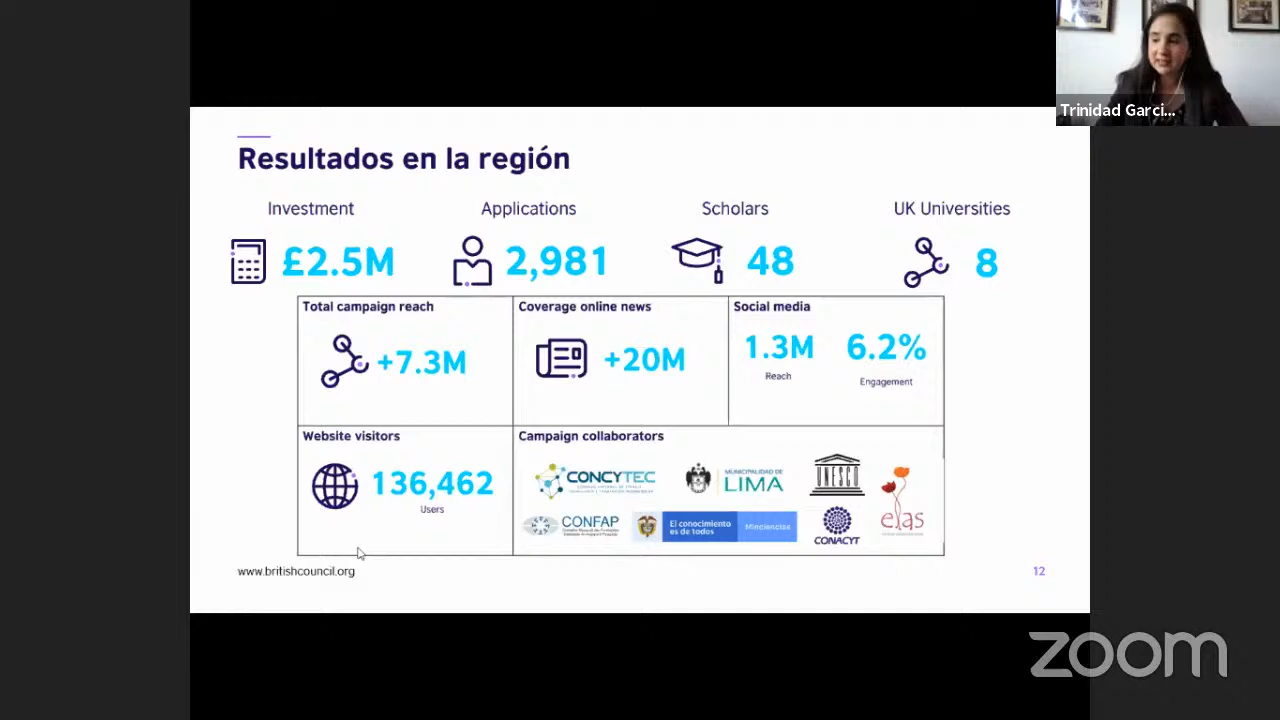 Trinidad Garci...
Resultados en la región
Investment
Applications
Scholars
UK Universities
£2.5M
2,981
48
8
Total campaign reach
Coverage online news
Social media
+7.3M
+20M
1.3M
6.2%
Reach
Engagement
Website visitors
Campaign collaborators
136,462
Users
CONCYTEC
MUNICIPALIDAD DE
LIMA
UNESCO
CONFAP
El conocimiento
es de todos
Minciencias
CONACYT
elas
www.britishcouncil.org
12
zoom